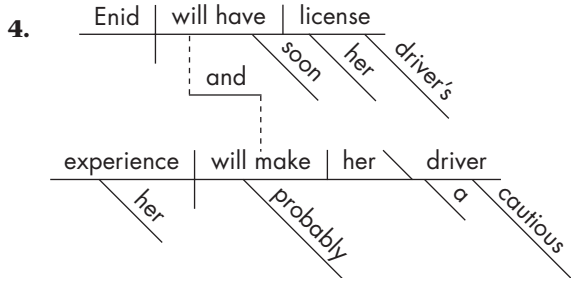 4.
Enid will have license
soon her driver's
and
experience will make her driver
her probably a cautious